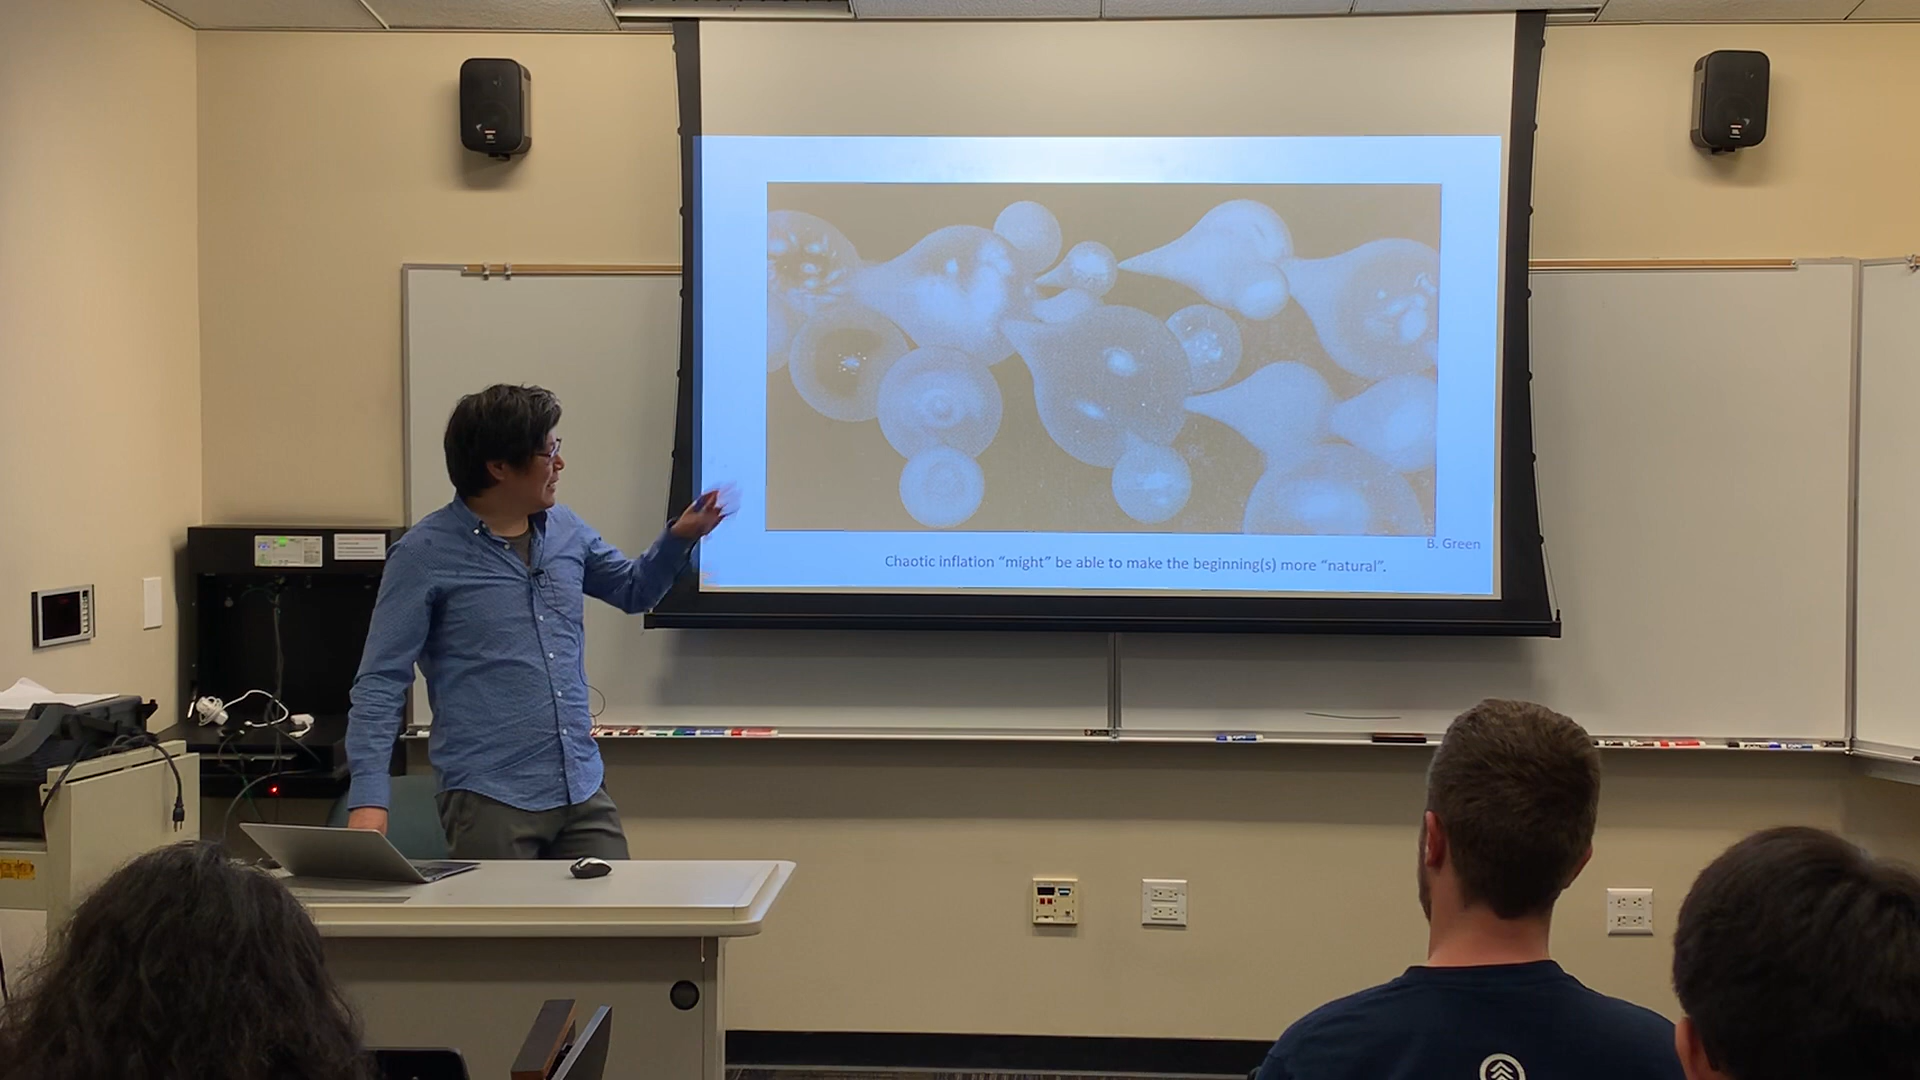 B. Green
Chaotic inflation “might” be able to make the beginning(s) more “natural”.